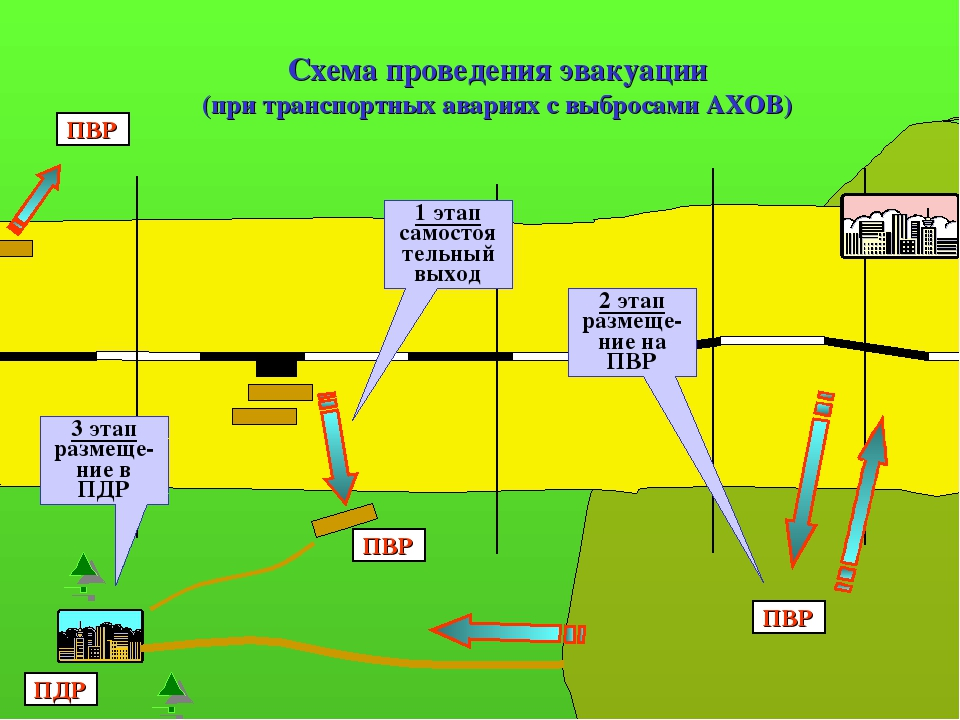 Схема проведения эвакуации
(при транспортных авариях с выбросами АХОВ)
ПВР
1 этап
самостоя
тельный
выход
2 этап
размеще-
ние на
ПВР
3 этап
размеще-
ние в
ПДР
ПВР
ПВР
ПДР